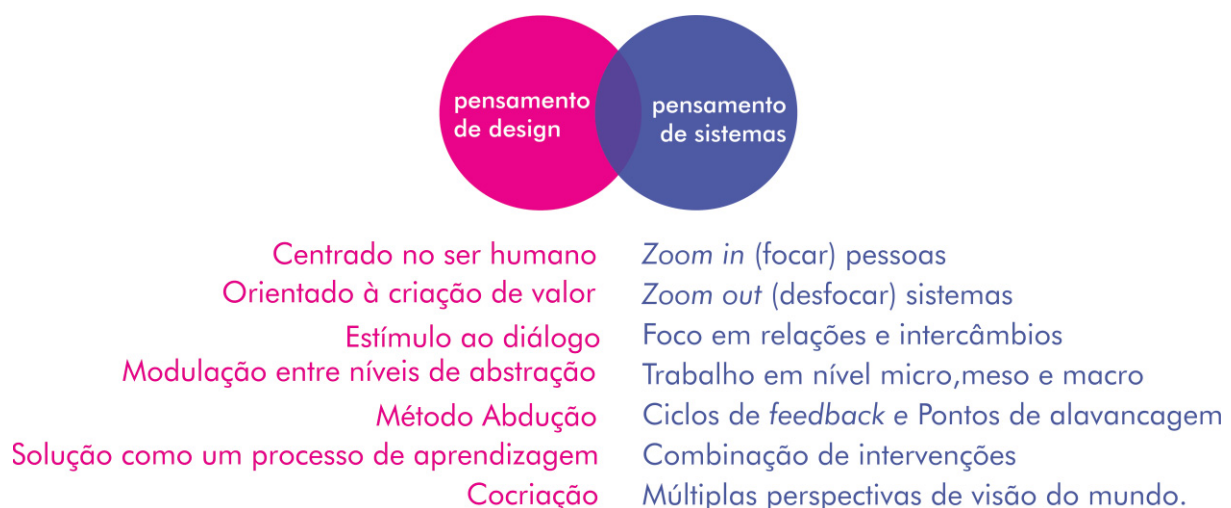 pensamento
de design
pensamento
de sistemas
Centrado no ser humano
Orientado à criação de valor
Estímulo ao diálogo
Modulação entre níveis de abstração
Método Abdução
Solução como um processo de aprendizagem
Cocriação
Zoom in (focar) pessoas
Zoom out (desfocar) sistemas
Foco em relações e intercâmbios
Trabalho em nível micro,meso e macro
Ciclos de feedback e Pontos de alavancagem
Combinação de intervenções
Múltiplas perspectivas de visão do mundo.